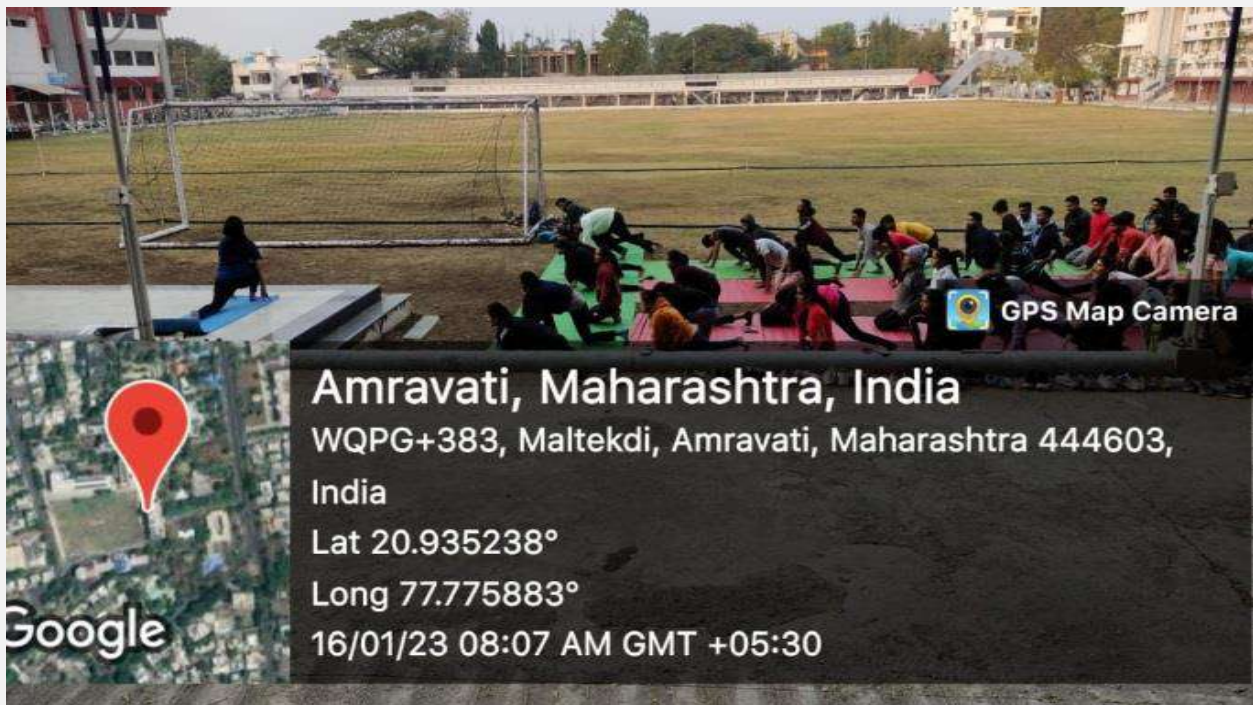 GPS Map Camera
Amravati, Maharashtra, India
WQPG+383, Maltekdi, Amravati, Maharashtra 444603,
India
Lat 20.935238°
Long 77.775883°
16/01/23 08:07 AM GMT +05:30
Google